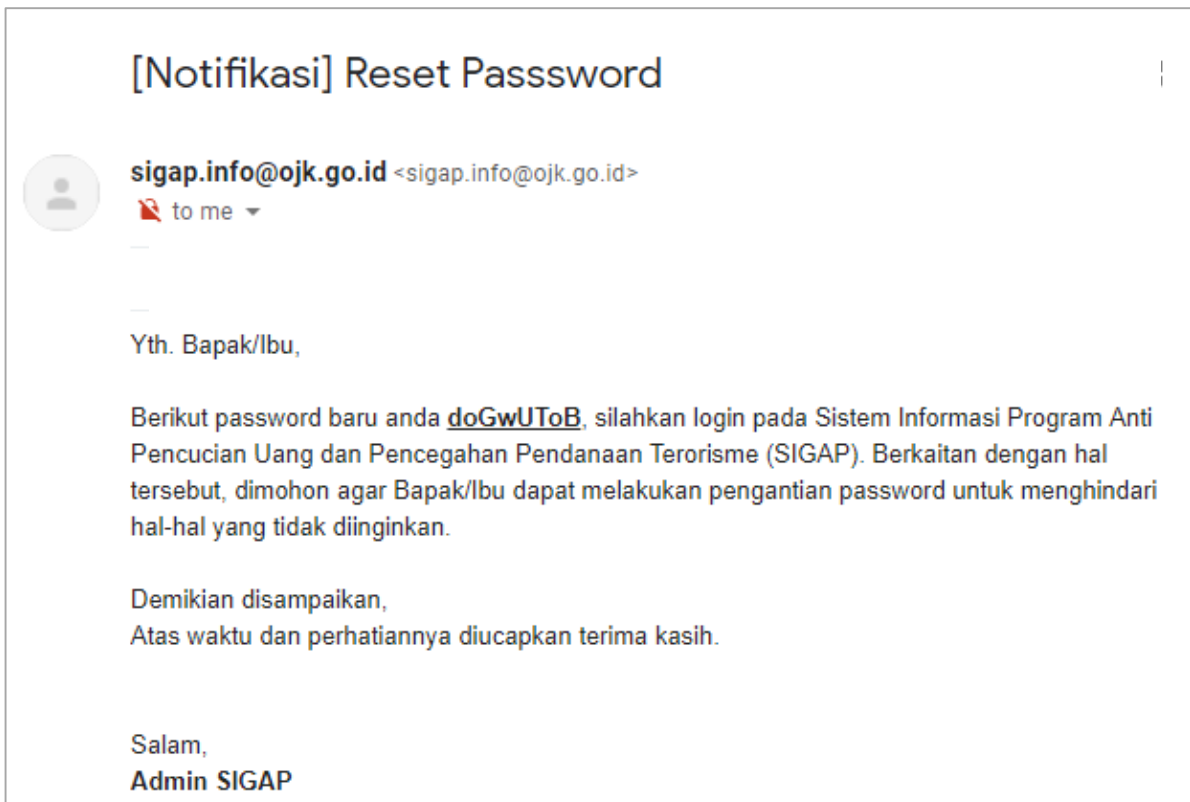 [Notifikasi] Reset Passsword
sigap.info@ojk.go.id <sigap.info@ojk.go.id>
to me
Yth. Bapak/Ibu,
Berikut password baru anda doGwUToB, silahkan login pada Sistem Informasi Program Anti
Pencucian Uang dan Pencegahan Pendanaan Terorisme (SIGAP). Berkaitan dengan hal
tersebut, dimohon agar Bapak/Ibu dapat melakukan pengantian password untuk menghindari
hal-hal yang tidak diinginkan.
Demikian disampaikan,
Atas waktu dan perhatiannya diucapkan terima kasih.
Salam,
Admin SIGAP